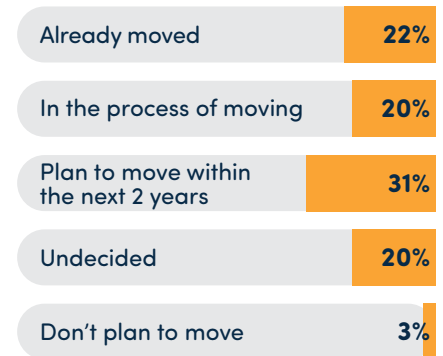 Already moved 22%
In the process of moving 20%
Plan to move within
the next 2 years 31%
Undecided 20%
Don't plan to move 3%